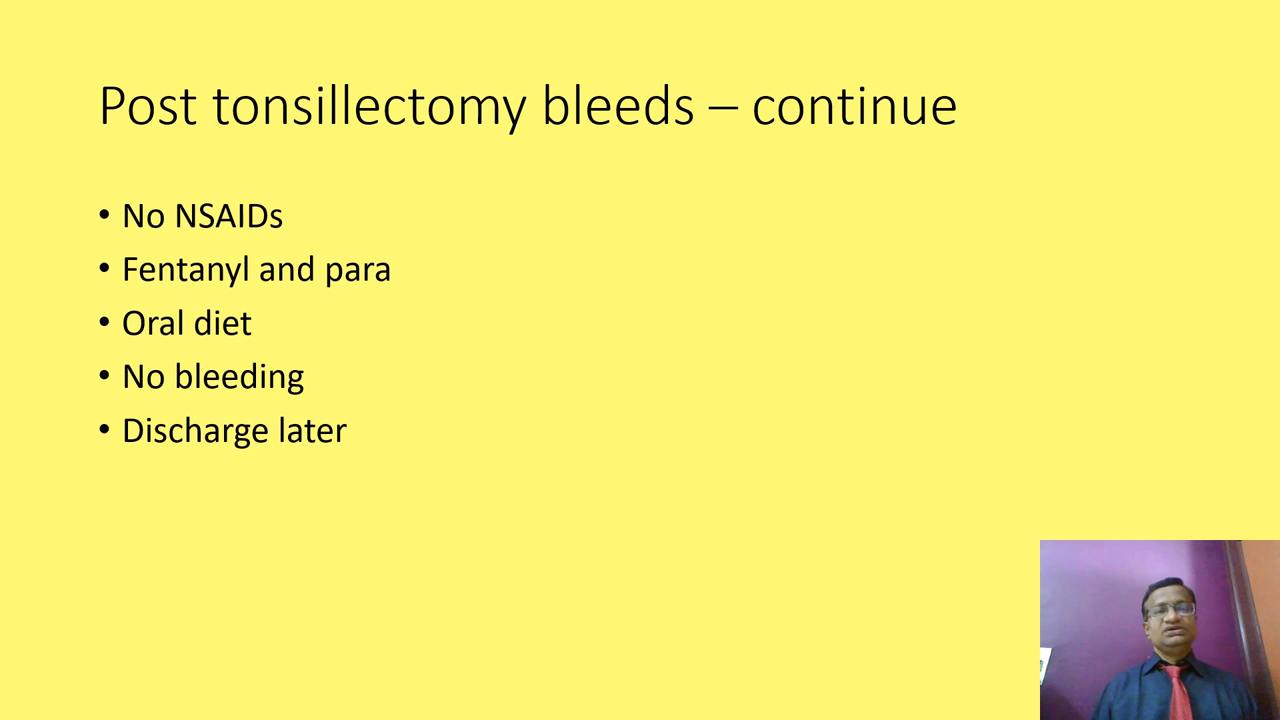 Post tonsillectomy bleeds – continue
• No NSAIDs
• Fentanyl and para
• Oral diet
• No bleeding
• Discharge later